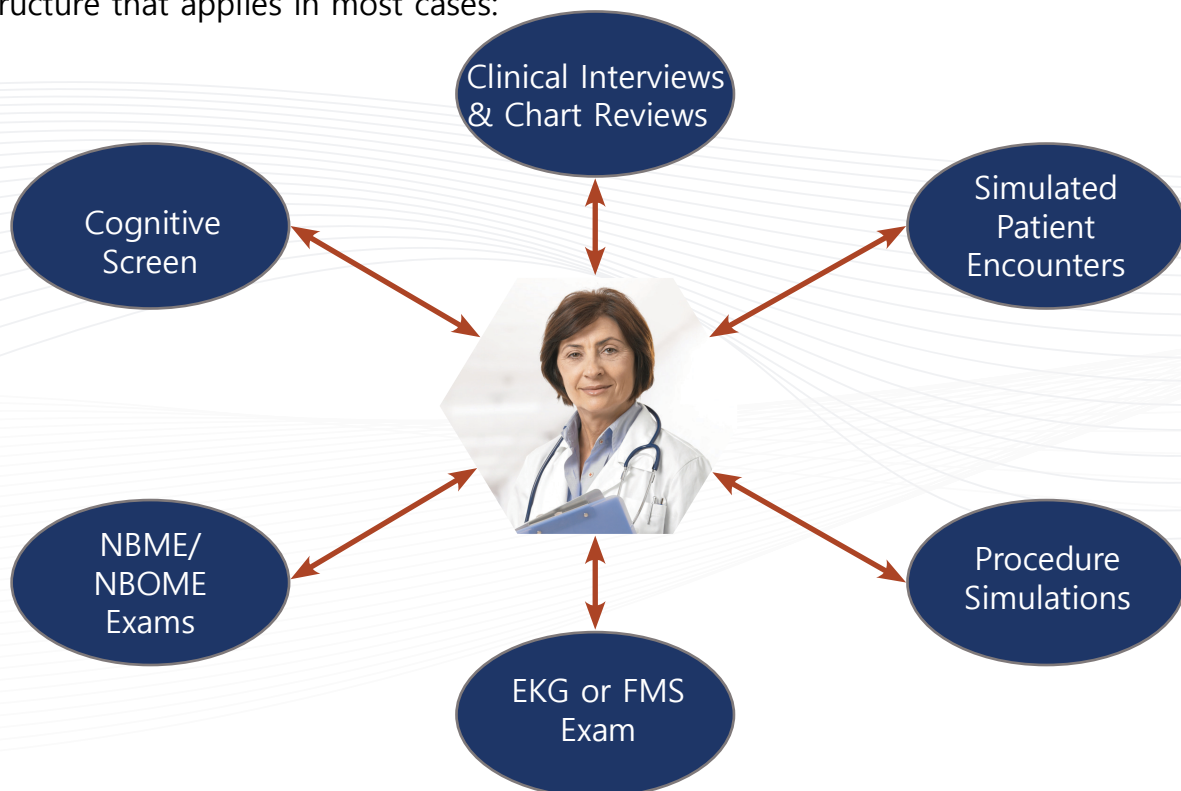 ructure that applies in most cases:
Clinical Interviews
& Chart Reviews
Cognitive
Screen
Simulated
Patient
Encounters
NBME/
NBOME
Exams
Procedure
Simulations
EKG or FMS
Exam